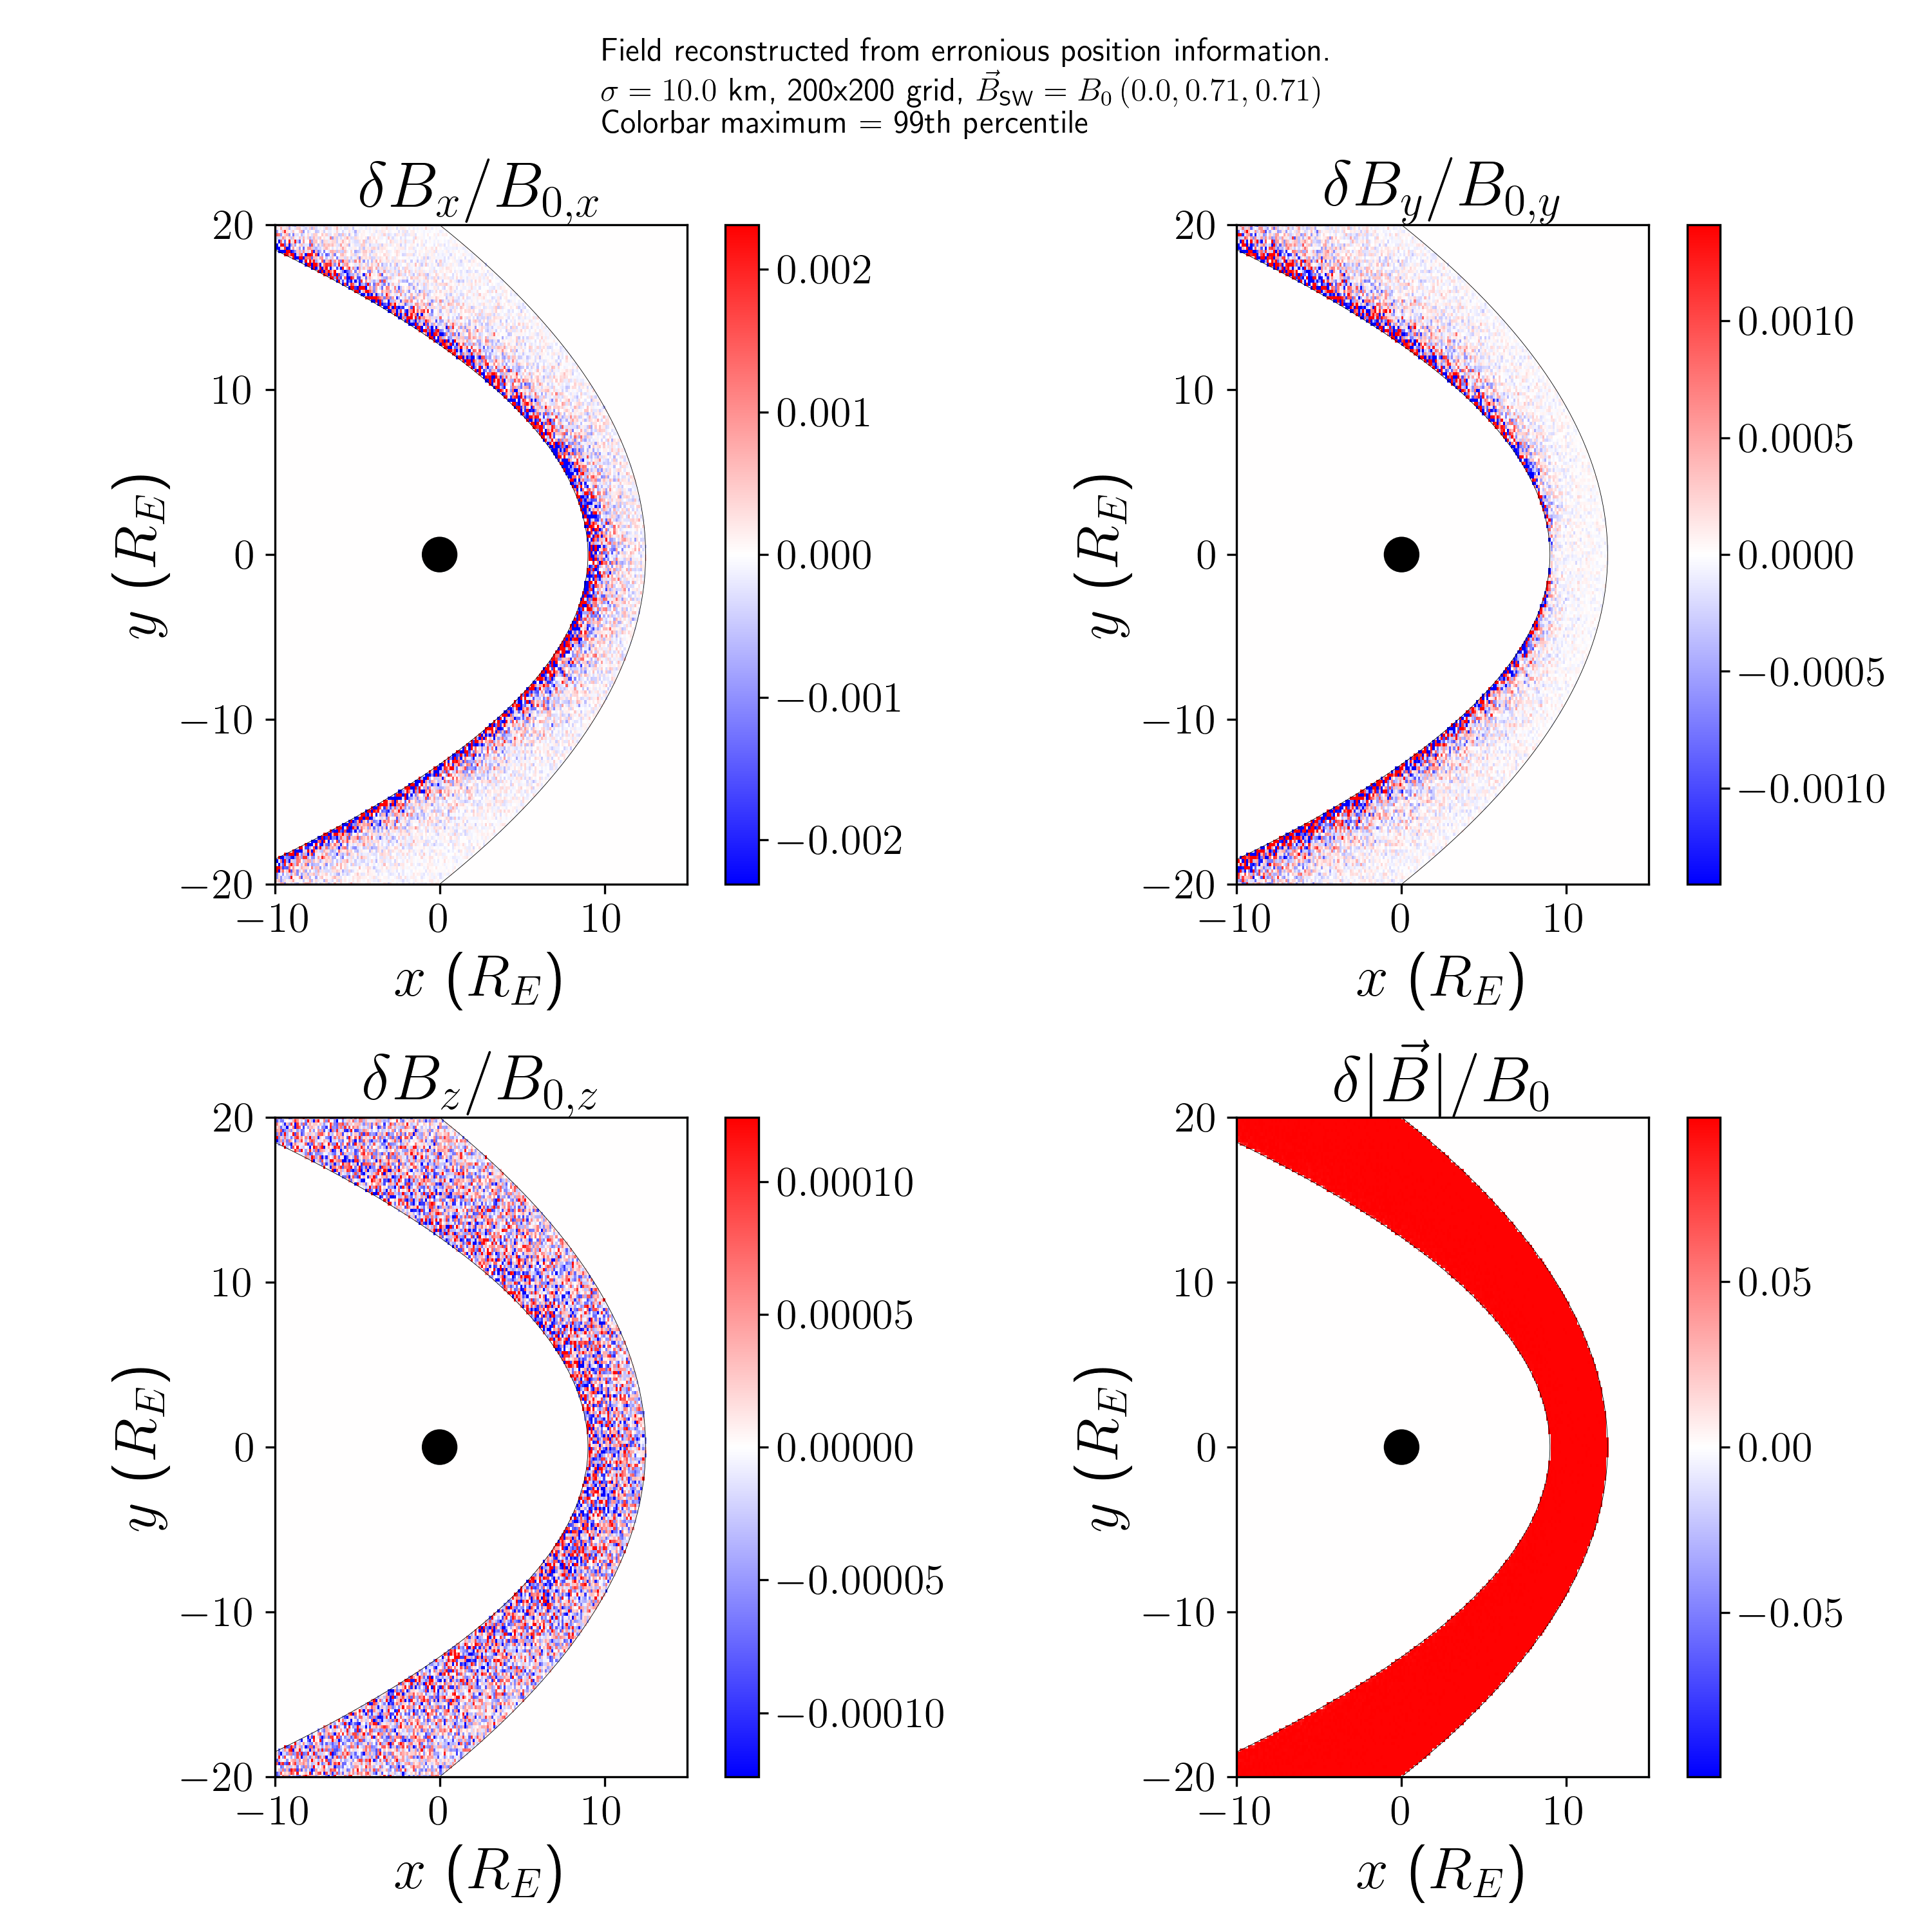 Field reconstructed from erronious position information.
σ = 10.0 km, 200x200 grid, B⃗_SW = B_0 (0.0, 0.71, 0.71)
Colorbar maximum = 99th percentile
δB_x/B_{0,x}
20
10
0
−10
−20
−10 0 10
y (R_E)
x (R_E)
0.002
0.001
0.000
−0.001
−0.002
δB_y/B_{0,y}
20
10
0
−10
−20
−10 0 10
y (R_E)
x (R_E)
0.0010
0.0005
0.0000
−0.0005
−0.0010
δB_z/B_{0,z}
20
10
0
−10
−20
−10 0 10
y (R_E)
x (R_E)
0.00010
0.00005
0.00000
−0.00005
−0.00010
δ|B⃗|/B_0
20
10
0
−10
−20
−10 0 10
y (R_E)
x (R_E)
0.05
0.00
−0.05